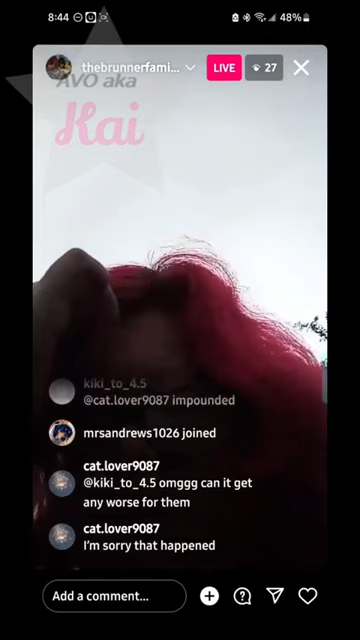 8:44
48%
thebrunnerfami...
LIVE
27
AVO aka
Kai
kiki_to_4.5
@cat.lover9087 impounded
mrsandrews1026 joined
cat.lover9087
@kiki_to_4.5 omggg can it get
any worse for them
cat.lover9087
I'm sorry that happened
Add a comment...